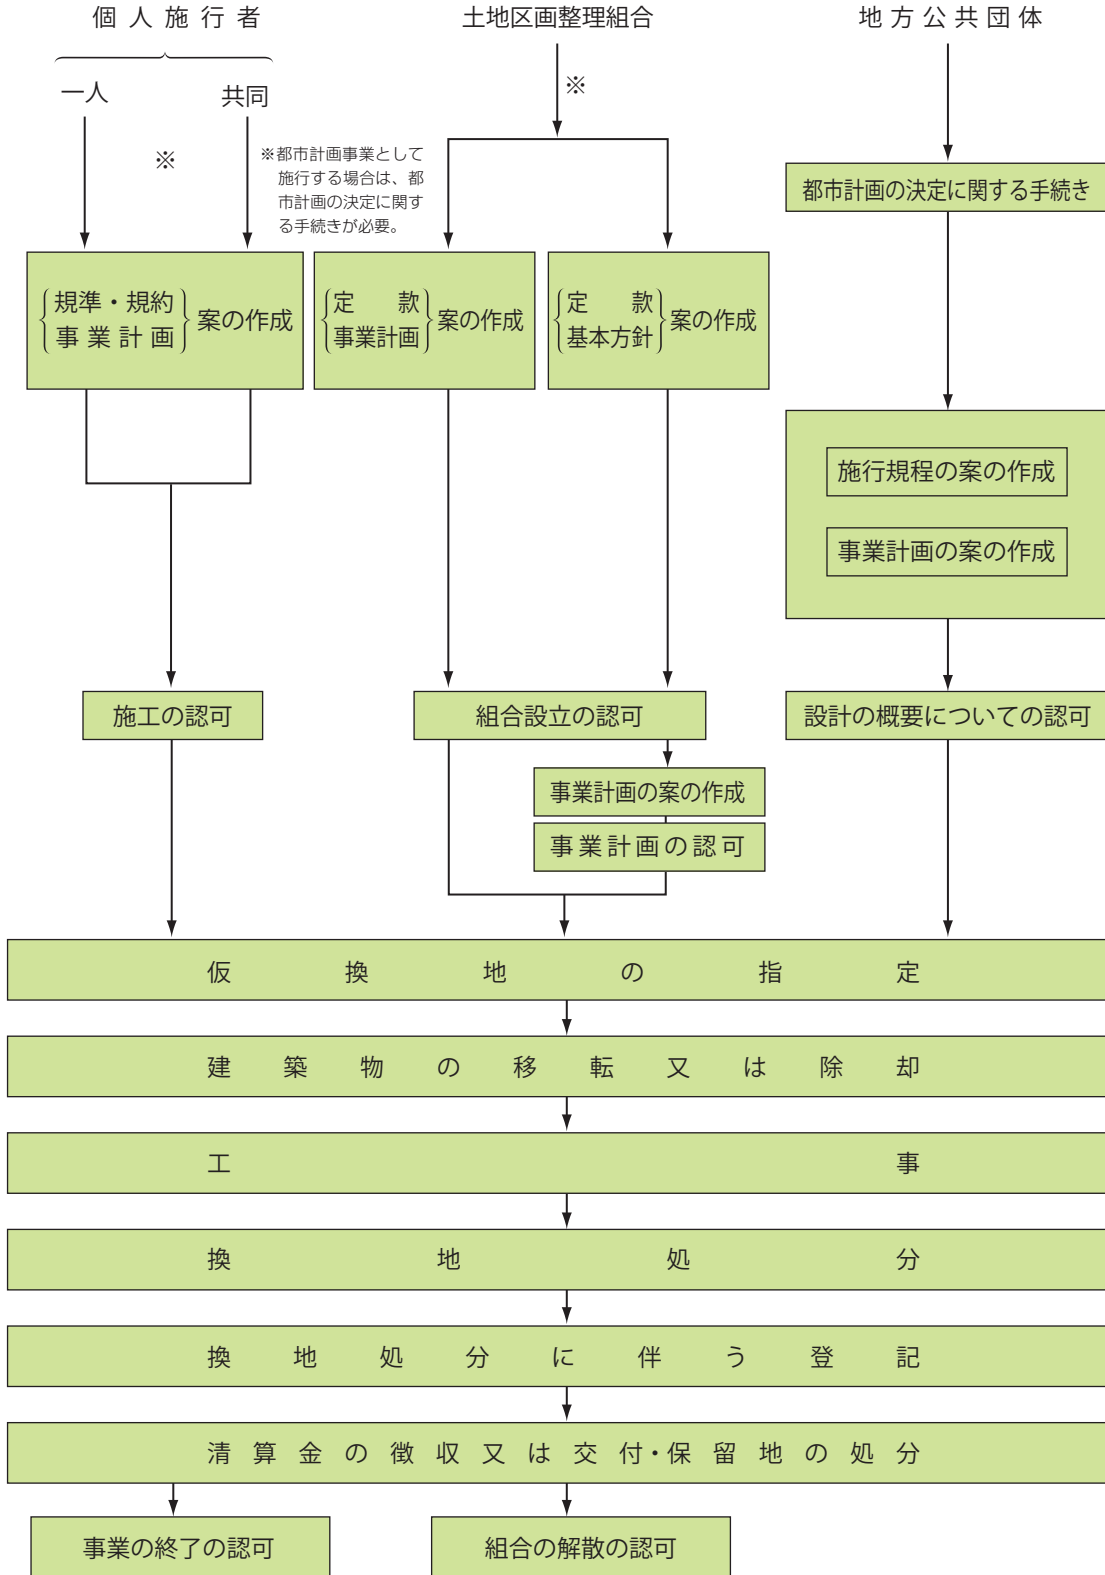 個人施行者
土地区画整理組合
地方公共団体
一人
共同
※
※
※都市計画事業として
施行する場合は、都
市計画の決定に関す
る手続きが必要。
都市計画の決定に関する手続き
規準・規約
事業計画
案の作成
定款
事業計画
案の作成
定款
基本方針
案の作成
施行規程の案の作成
事業計画の案の作成
施工の認可
組合設立の認可
設計の概要についての認可
事業計画の案の作成
事業計画の認可
仮換地の指定
建築物の移転又は除却
工事
換地処分
換地処分に伴う登記
清算金の徴収又は交付・保留地の処分
事業の終了の認可
組合の解散の認可